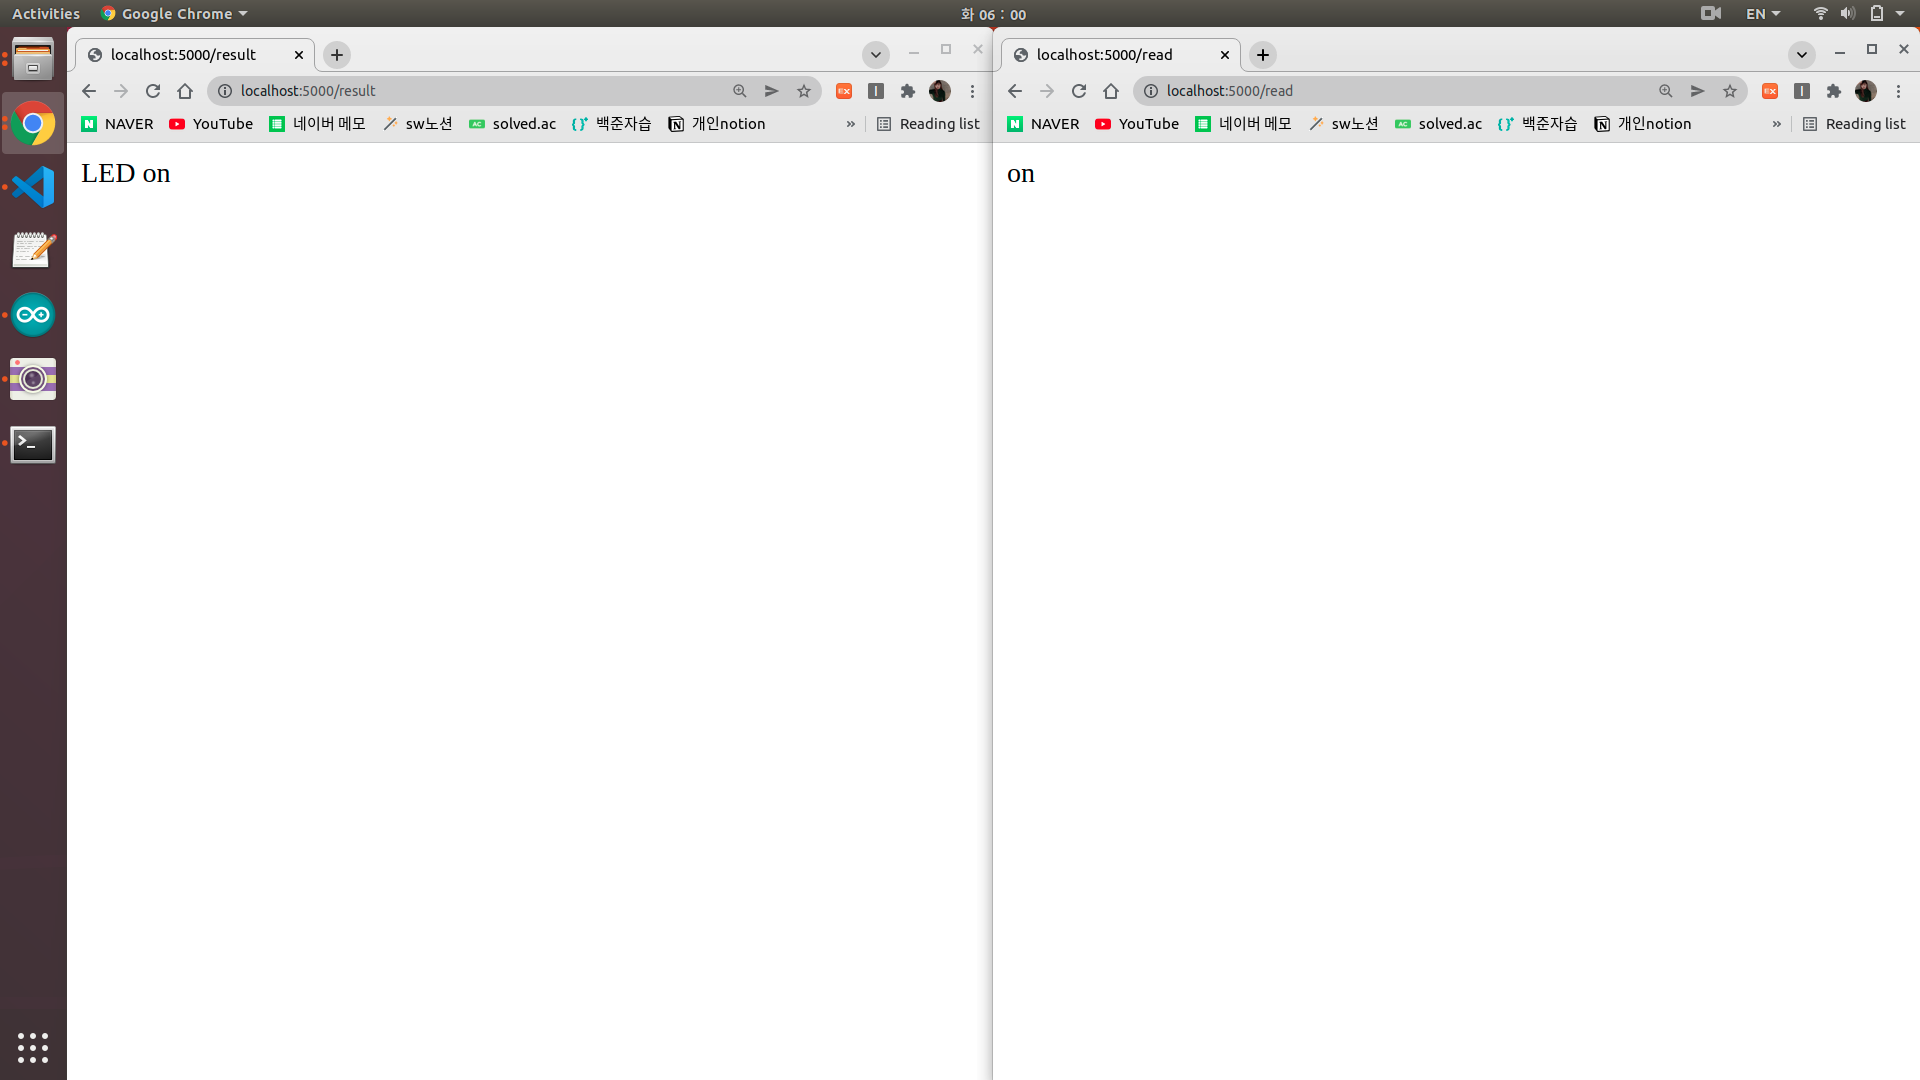 Activities Google Chrome 화 06 : 00 EN
localhost:5000/result
localhost:5000/result
NAVER YouTube 네이버 메모 sw노션 solved.ac 백준자습 개인notion » Reading list
LED on
localhost:5000/read
localhost:5000/read
NAVER YouTube 네이버 메모 sw노션 solved.ac 백준자습 개인notion » Reading list
on